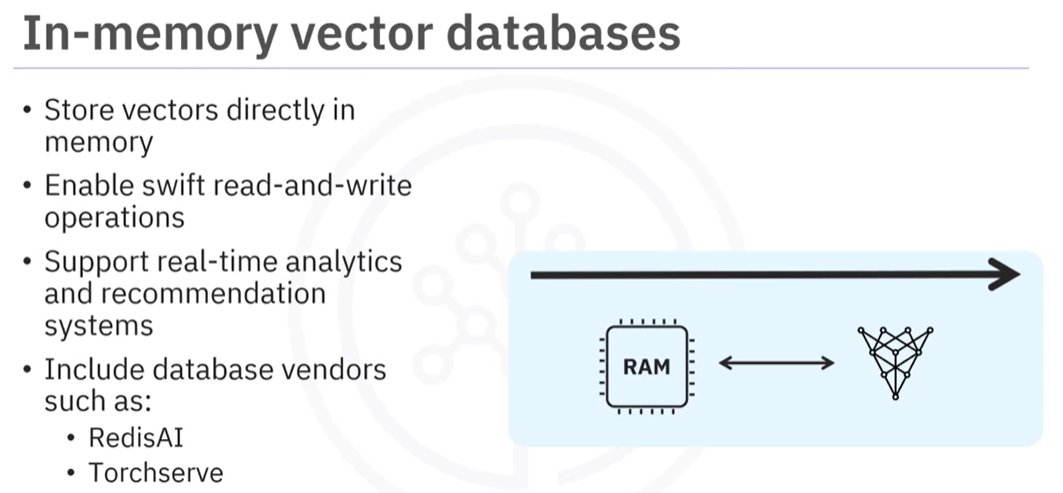 In-memory vector databases
• Store vectors directly in
memory
• Enable swift read-and-write
operations
• Support real-time analytics
and recommendation
systems
• Include database vendors
such as:
• RedisAI
• Torchserve
RAM